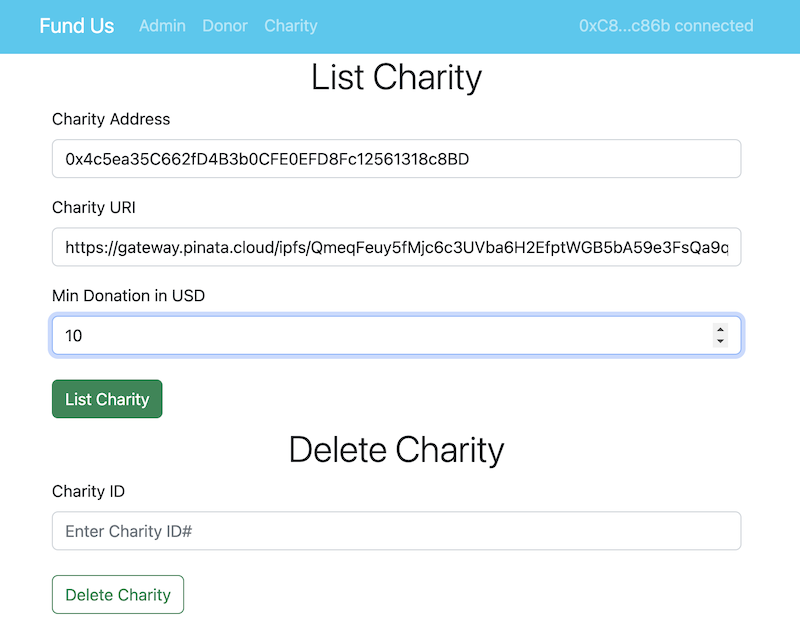 Fund Us Admin Donor Charity 0xC8...c86b connected
List Charity
Charity Address
0x4c5ea35C662fD4B3b0CFE0EFD8Fc12561318c8BD
Charity URI
https://gateway.pinata.cloud/ipfs/QmeqFeuy5fMjc6c3UVba6H2EfptWGB5bA59e3FsQa9q
Min Donation in USD
10
List Charity
Delete Charity
Charity ID
Enter Charity ID#
Delete Charity